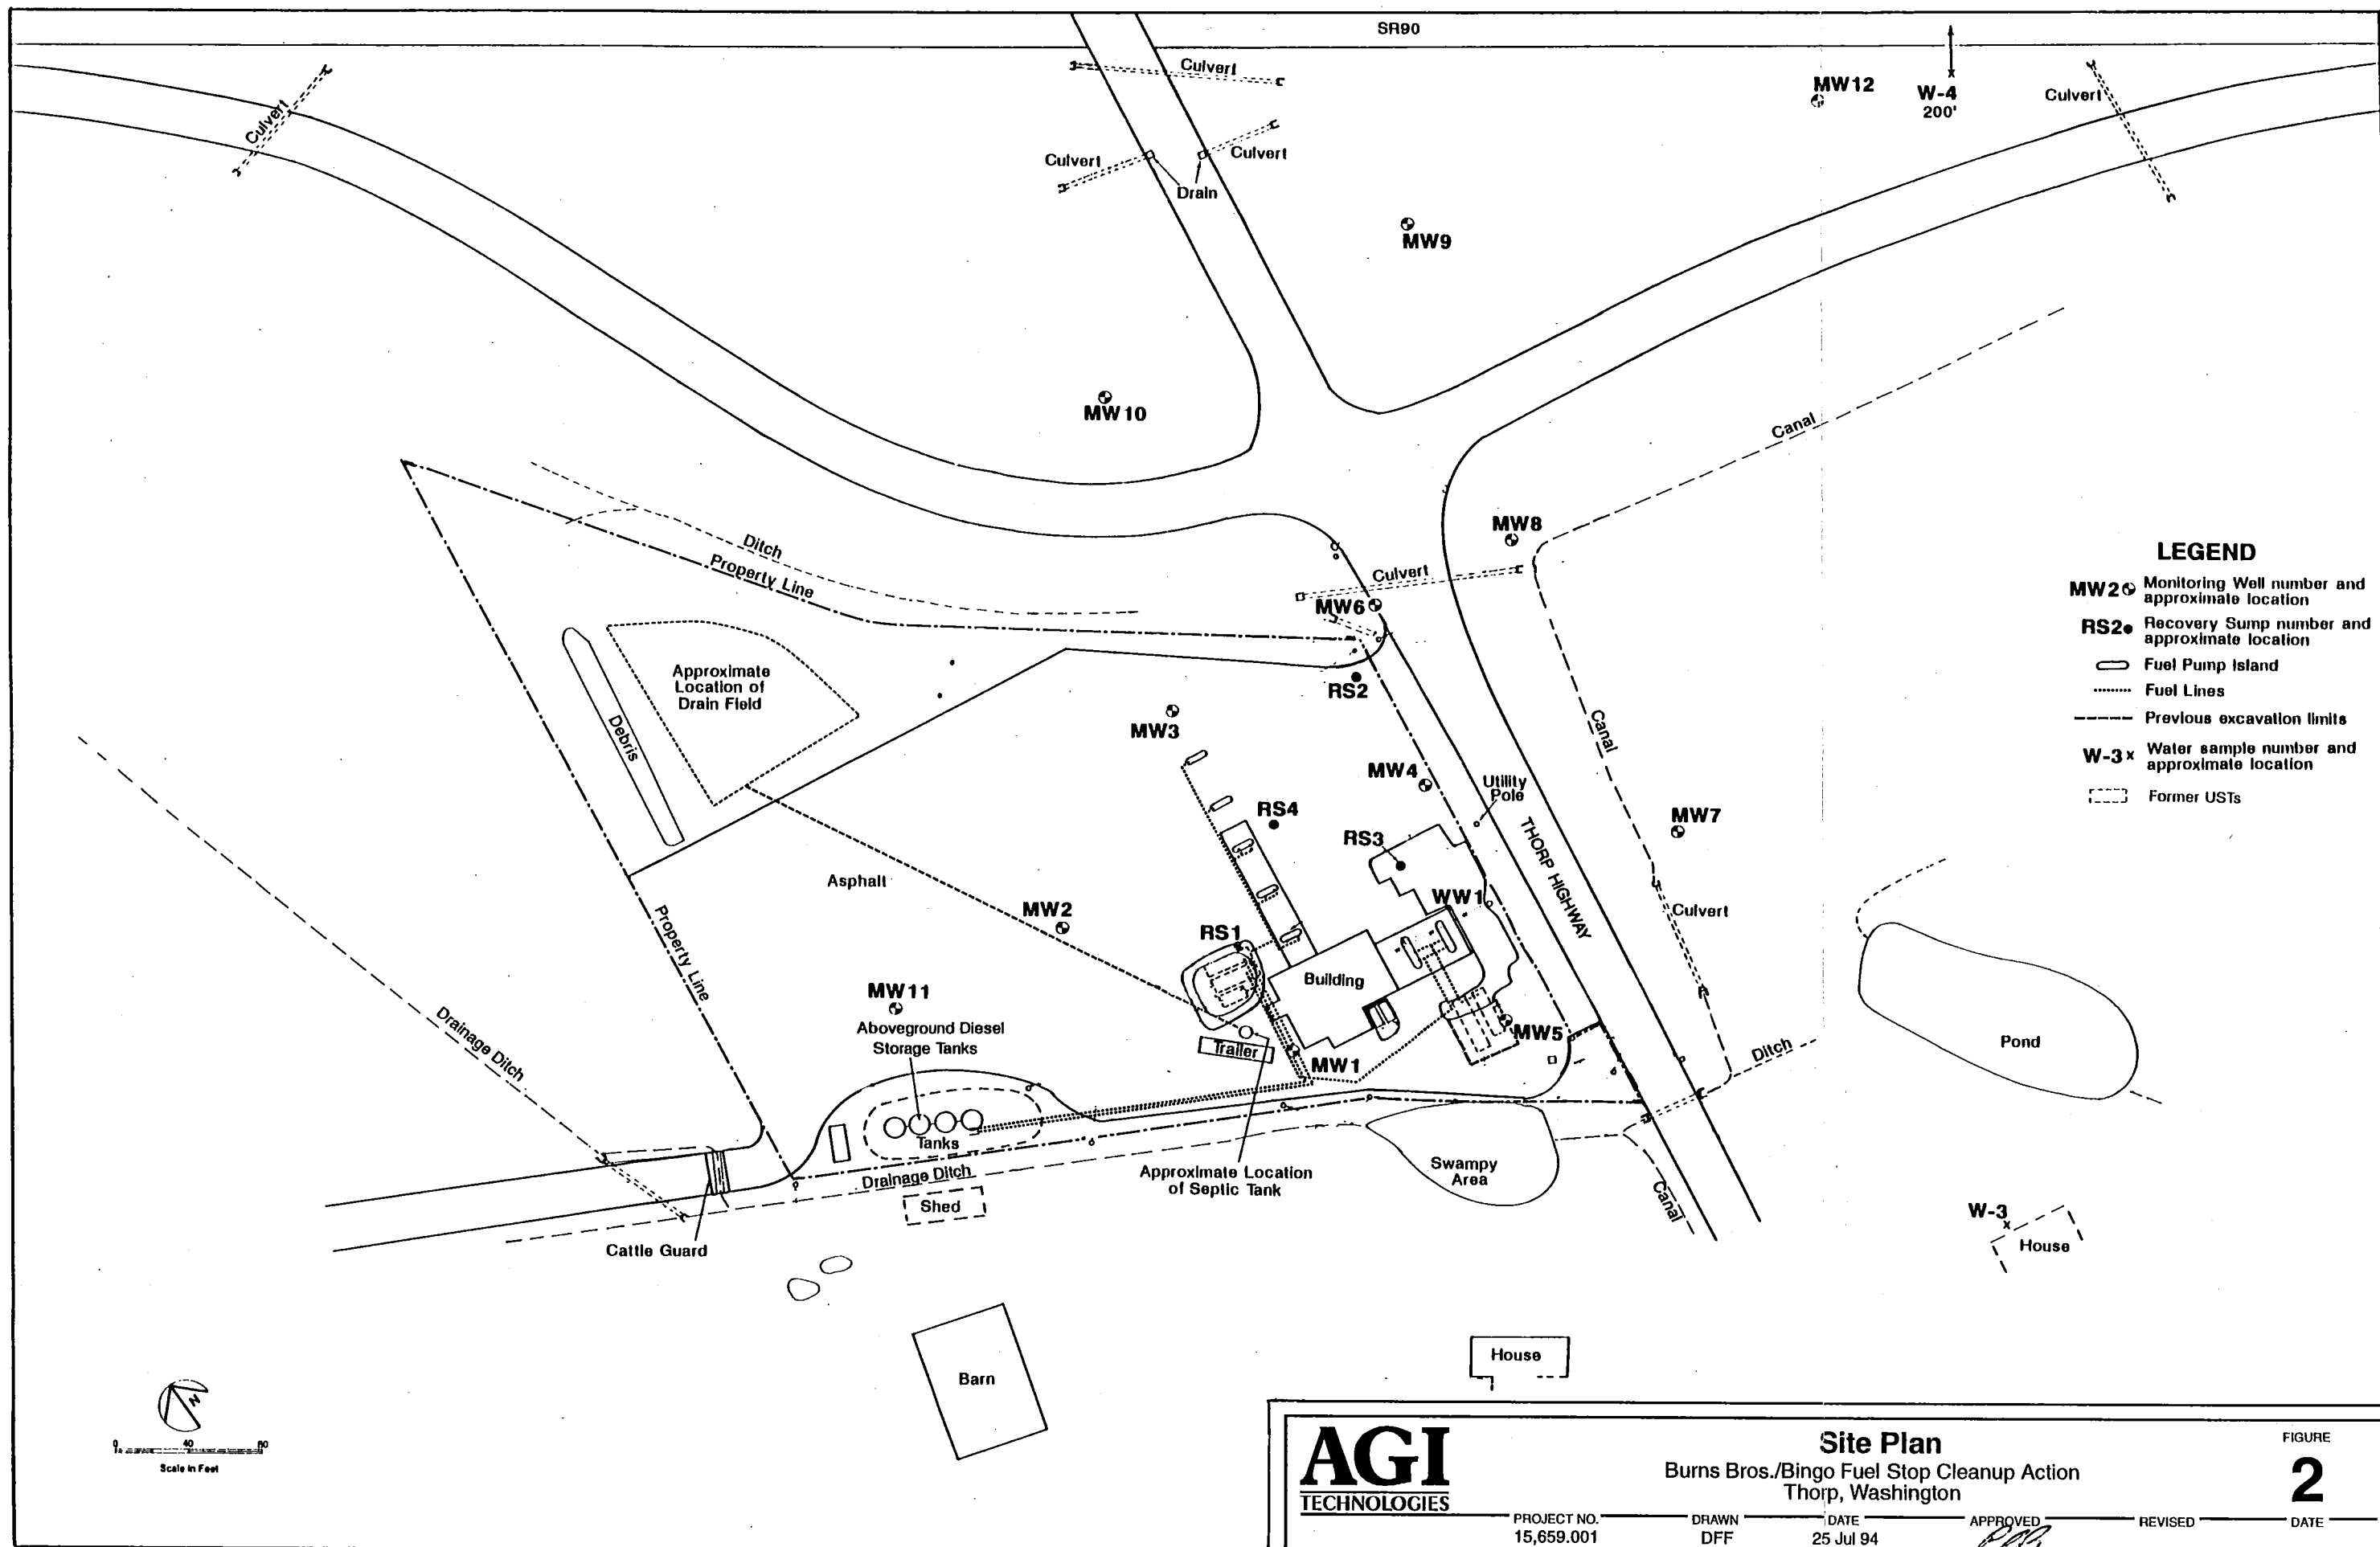 SR90
Culvert
MW12
W-4
200'
Culvert
Culvert
Culvert
Culvert
Drain
MW9
MW10
Canal
MW8
Ditch
Property Line
Culvert
MW6
LEGEND
MW2 Monitoring Well number and
approximate location
RS2 Recovery Sump number and
approximate location
Fuel Pump Island
Fuel Lines
Previous excavation limits
W-3 x Water sample number and
approximate location
Former USTs
Approximate
Location of
Drain Field
Debris
RS2
MW3
Canal
MW4
Utility
Pole
RS4
RS3
MW7
THORP HIGHWAY
Asphalt
WW1
MW2
Culvert
RS1
Property Line
Building
MW11
Aboveground Diesel
Storage Tanks
Drainage Ditch
Trailer
MW1
MW5
Ditch
Pond
Tanks
Drainage Ditch
Approximate Location
of Septic Tank
Swampy
Area
Shed
Canal
W-3
x
House
Cattle Guard
House
Barn
N
0 40 80
Scale in Feet
AGI
TECHNOLOGIES
Site Plan
Burns Bros./Bingo Fuel Stop Cleanup Action
Thorp, Washington
FIGURE
2
PROJECT NO. DRAWN DATE APPROVED REVISED DATE
15,659.001 DFF 25 Jul 94